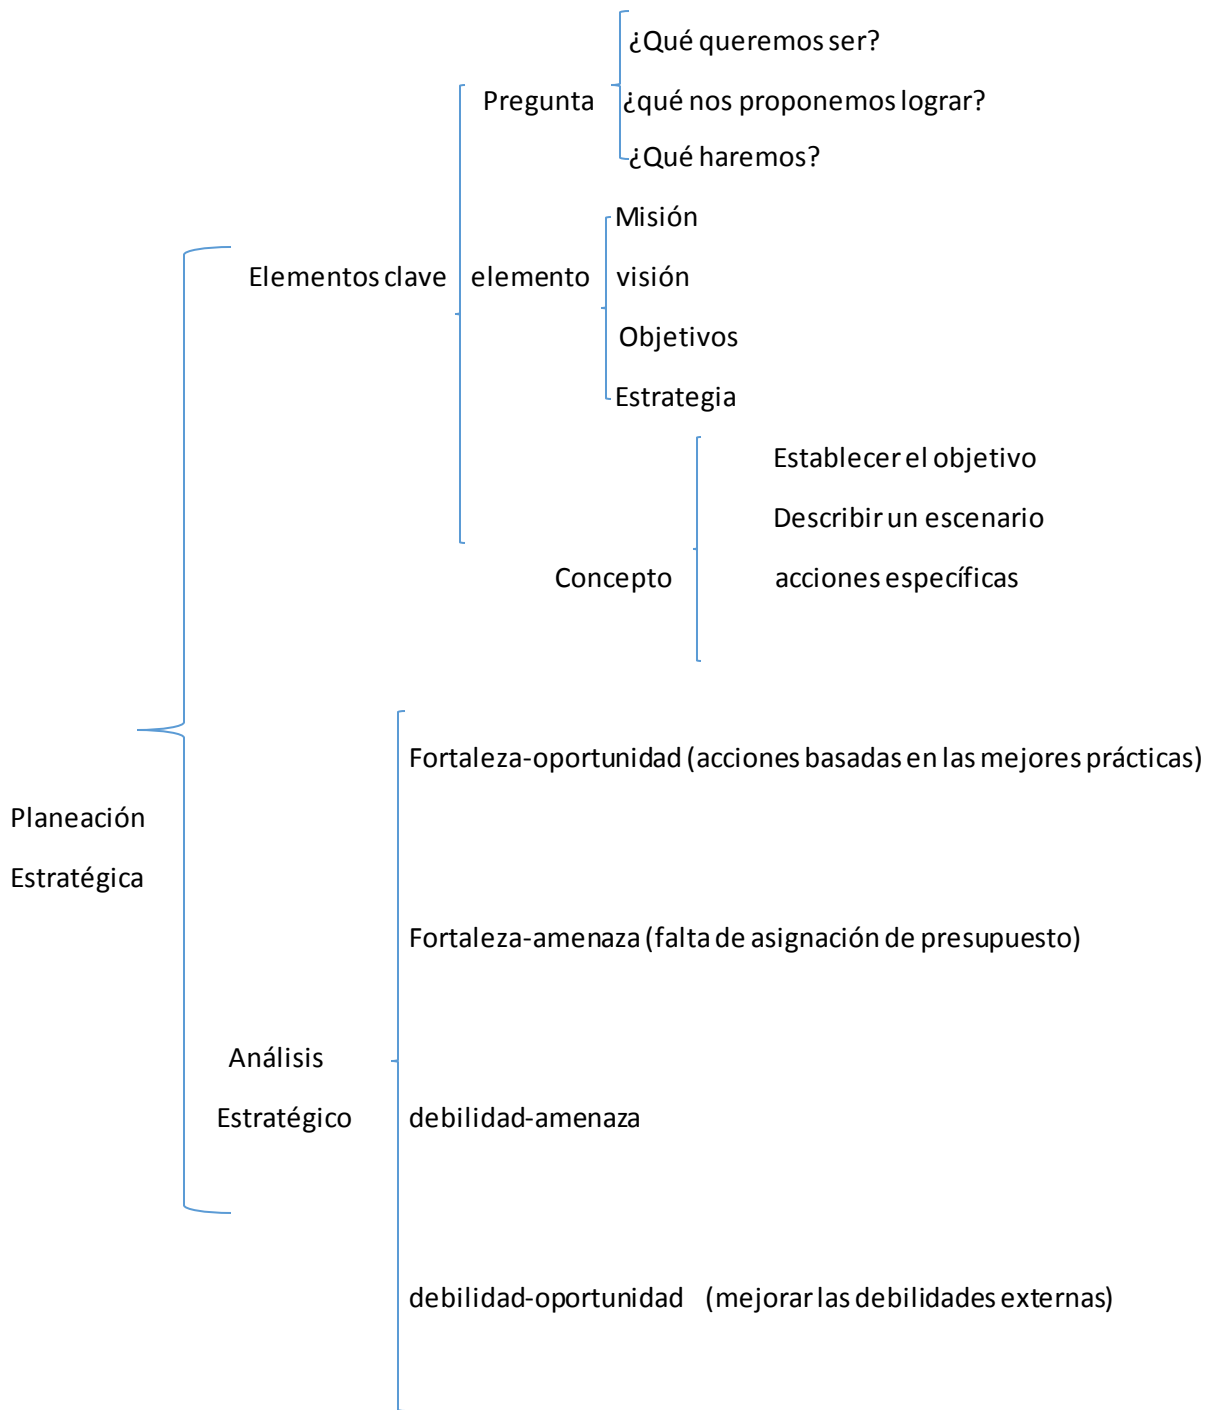 ¿Qué queremos ser?
Pregunta ¿qué nos proponemos lograr?
¿Qué haremos?
Misión
Elementos clave elemento visión
Objetivos
Estrategia
Establecer el objetivo
Describir un escenario
Concepto acciones específicas
Fortaleza-oportunidad (acciones basadas en las mejores prácticas)
Planeación
Estratégica
Fortaleza-amenaza (falta de asignación de presupuesto)
Análisis
Estratégico debilidad-amenaza
debilidad-oportunidad (mejorar las debilidades externas)